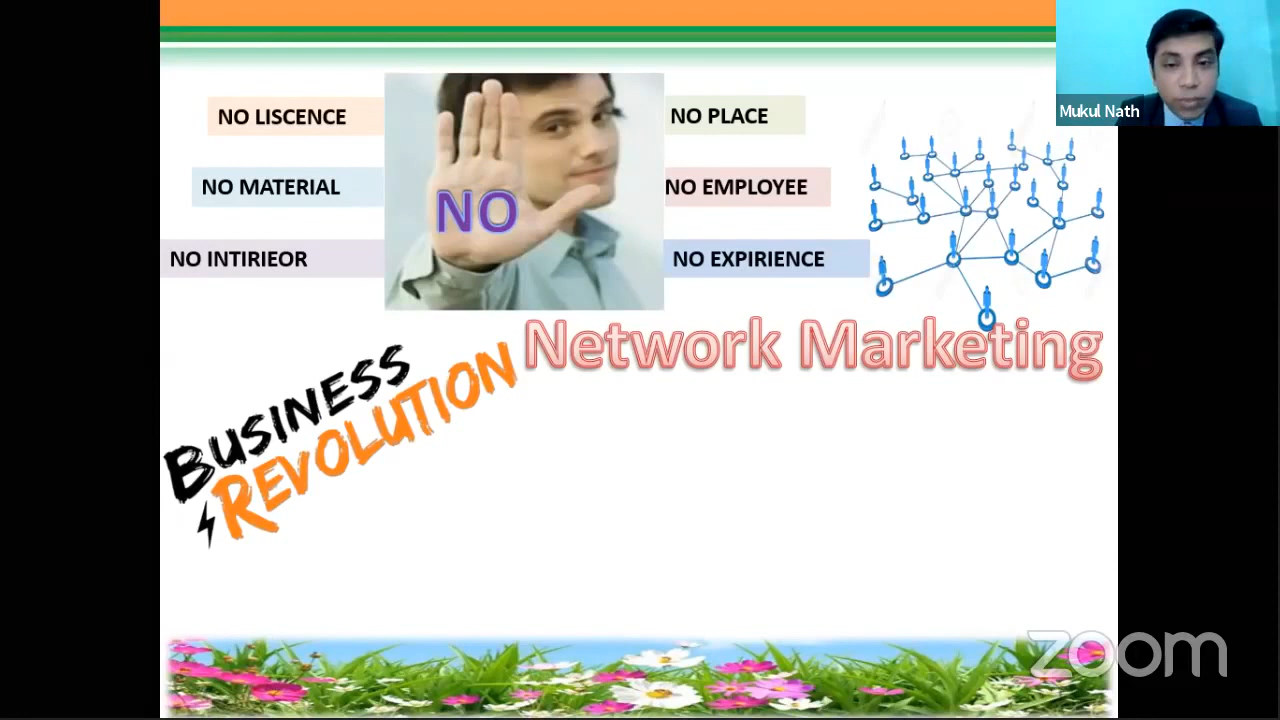 Mukul Nath
NO LISCENCE
NO PLACE
NO MATERIAL
NO EMPLOYEE
NO
NO INTIRIEOR
NO EXPIRIENCE
Network Marketing
BUSINESS
REVOLUTION
zoom